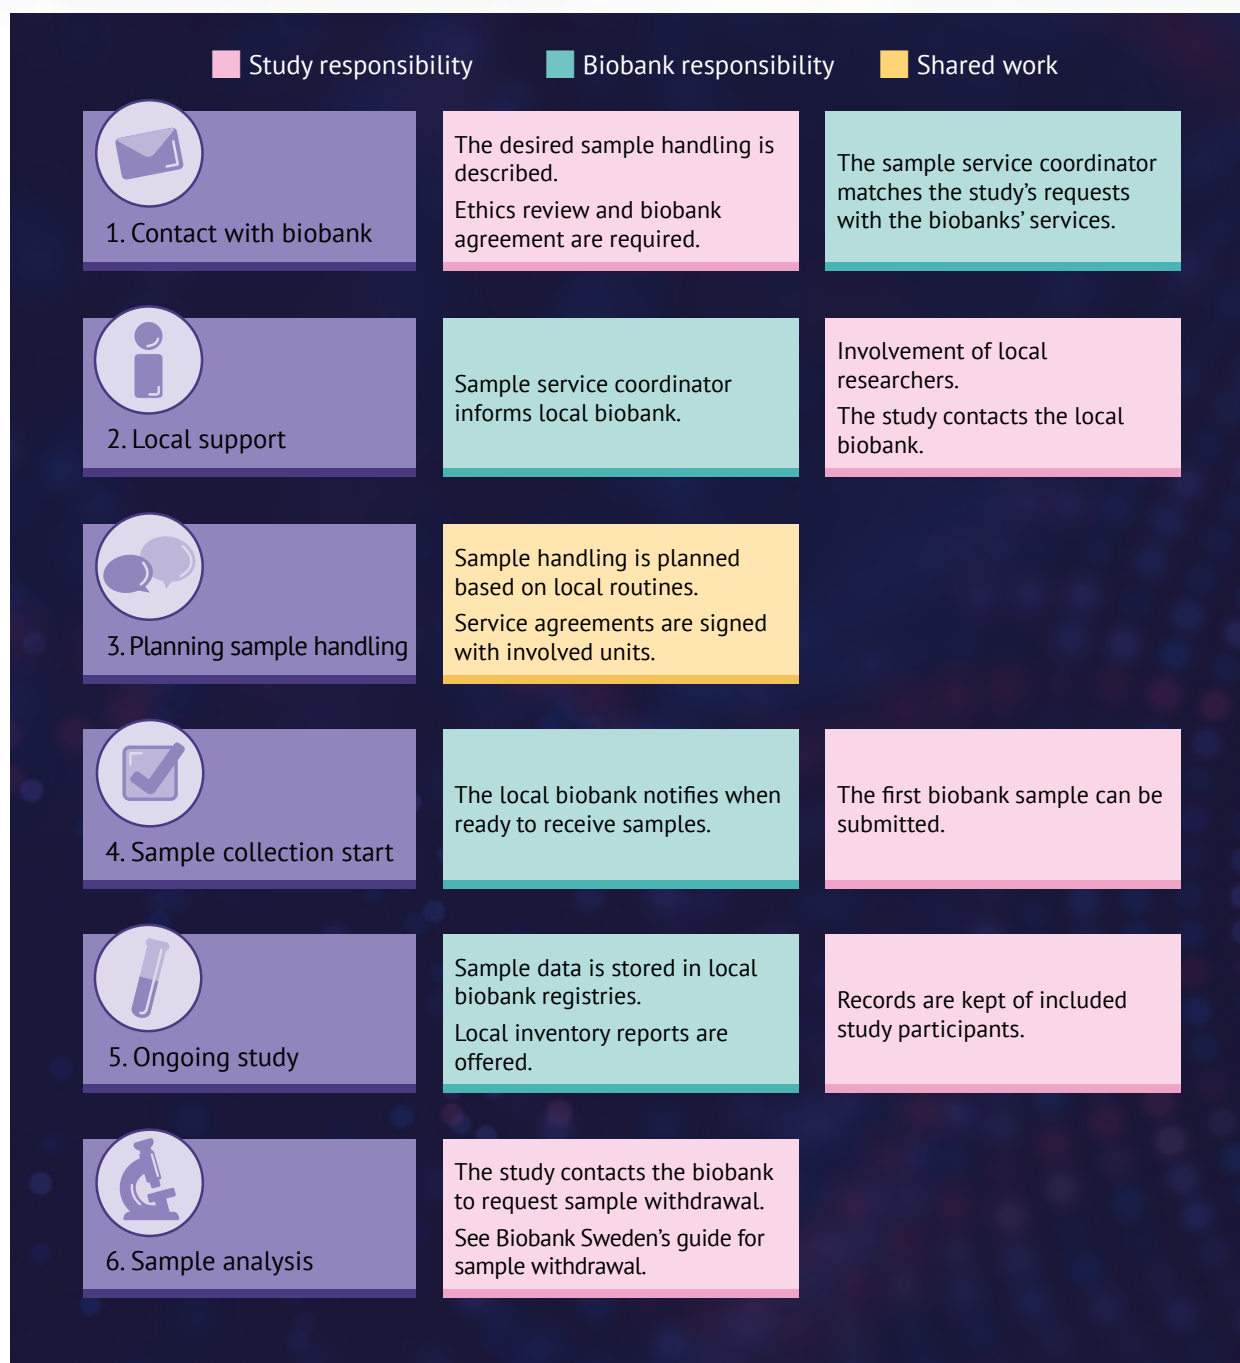 Study responsibility
Biobank responsibility
Shared work
1. Contact with biobank
The desired sample handling is
described.
Ethics review and biobank
agreement are required.
The sample service coordinator
matches the study’s requests
with the biobanks’ services.
2. Local support
Sample service coordinator
informs local biobank.
Involvement of local
researchers.
The study contacts the local
biobank.
3. Planning sample handling
Sample handling is planned
based on local routines.
Service agreements are signed
with involved units.
4. Sample collection start
The local biobank notifies when
ready to receive samples.
The first biobank sample can be
submitted.
5. Ongoing study
Sample data is stored in local
biobank registries.
Local inventory reports are
offered.
Records are kept of included
study participants.
6. Sample analysis
The study contacts the biobank
to request sample withdrawal.
See Biobank Sweden’s guide for
sample withdrawal.